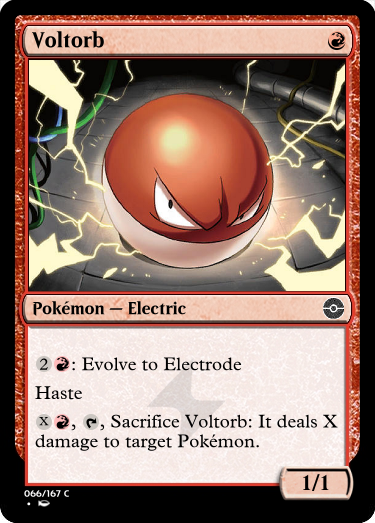 Voltorb
Pokémon — Electric
2 : Evolve to Electrode
Haste
X , , Sacrifice Voltorb: It deals X
damage to target Pokémon.
1/1
066/167 C